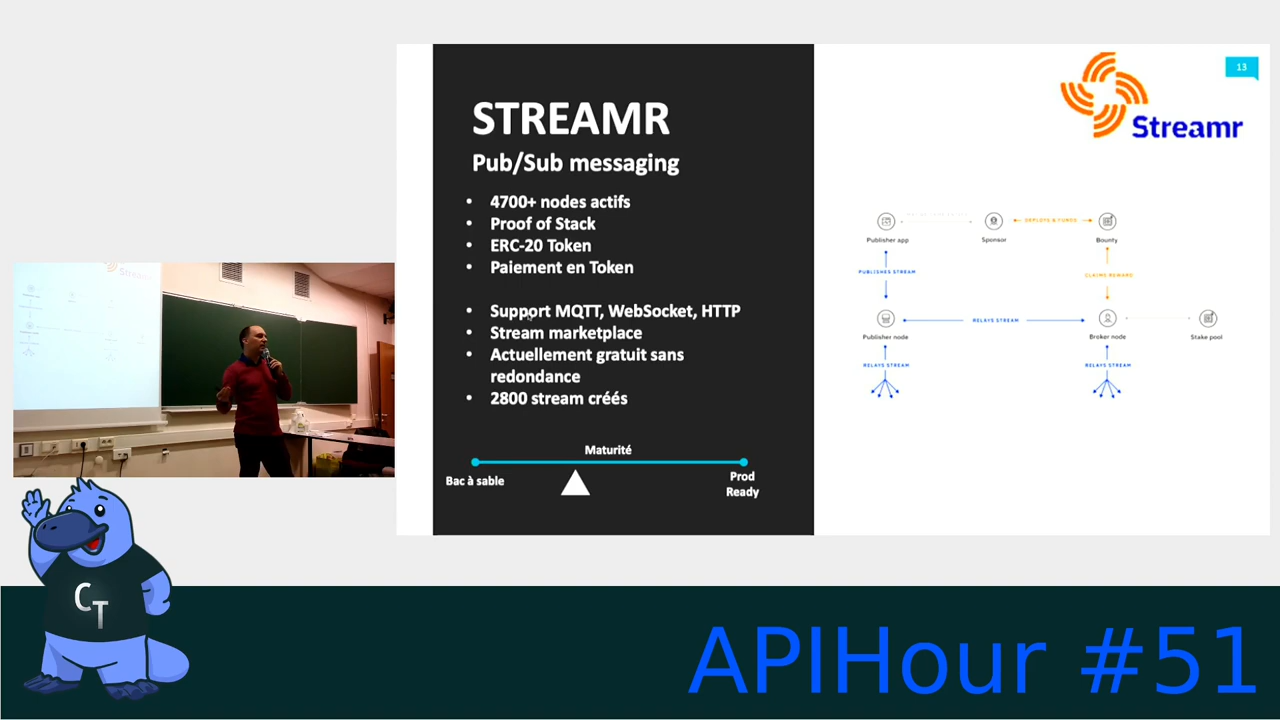 STREAMR
Pub/Sub messaging
• 4700+ nodes actifs
• Proof of Stack
• ERC-20 Token
• Paiement en Token
• Support MQTT, WebSocket, HTTP
• Stream marketplace
• Actuellement gratuit sans
redondance
• 2800 stream créés
Maturité
Bac à sable
Prod
Ready
13
Streamr
DEPLOYS & FUNDS
Publisher app
Sponsor
Bounty
PUBLISHES STREAM
CLAIMS REWARD
RELAYS STREAM
Publisher node
Broker node
Stake pool
RELAYS STREAM
RELAYS STREAM
CT
APIHour #51